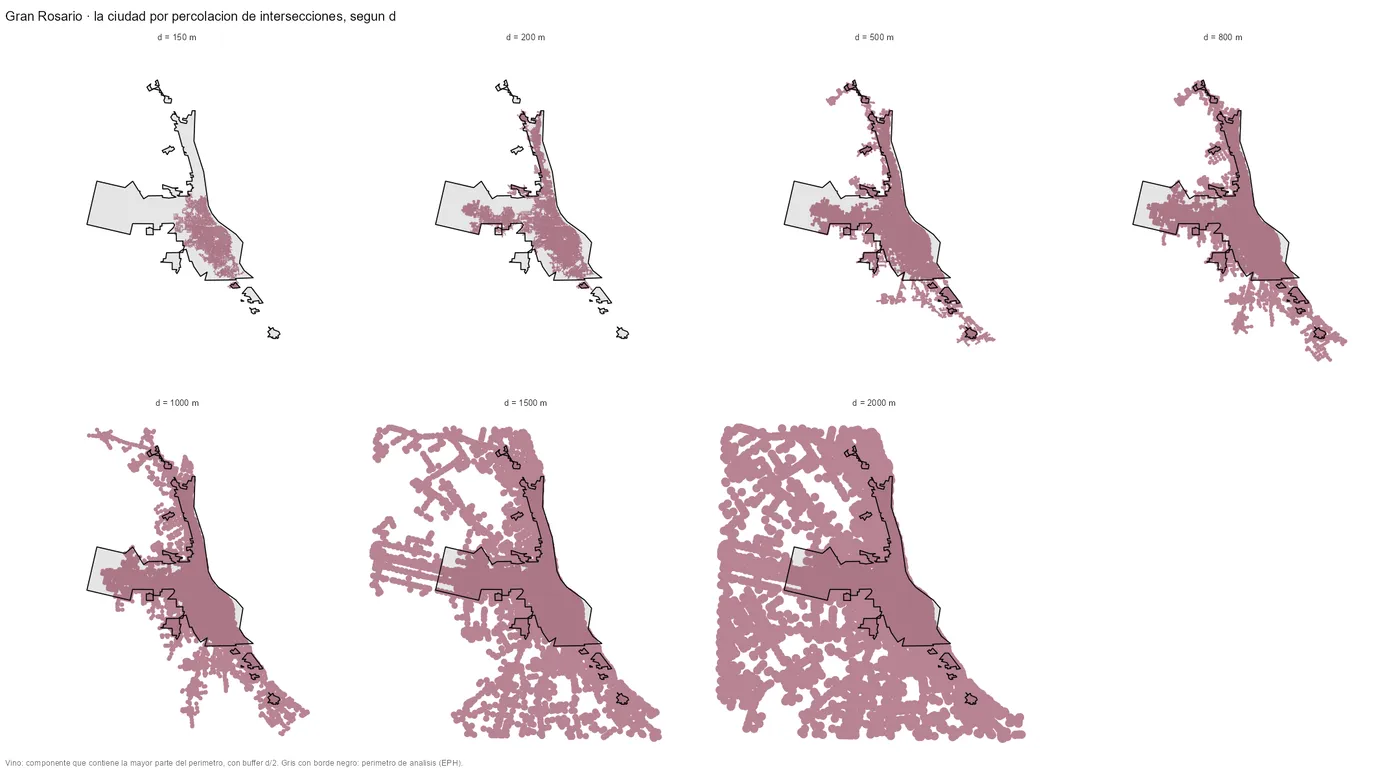 Gran Rosario · la ciudad por percolacion de intersecciones, segun d
d = 150 m
d = 200 m
d = 500 m
d = 800 m
d = 1000 m
d = 1500 m
d = 2000 m
Vino: componente que contiene la mayor parte del perimetro, con buffer d/2. Gris con borde negro: perimetro de analisis (EPH).